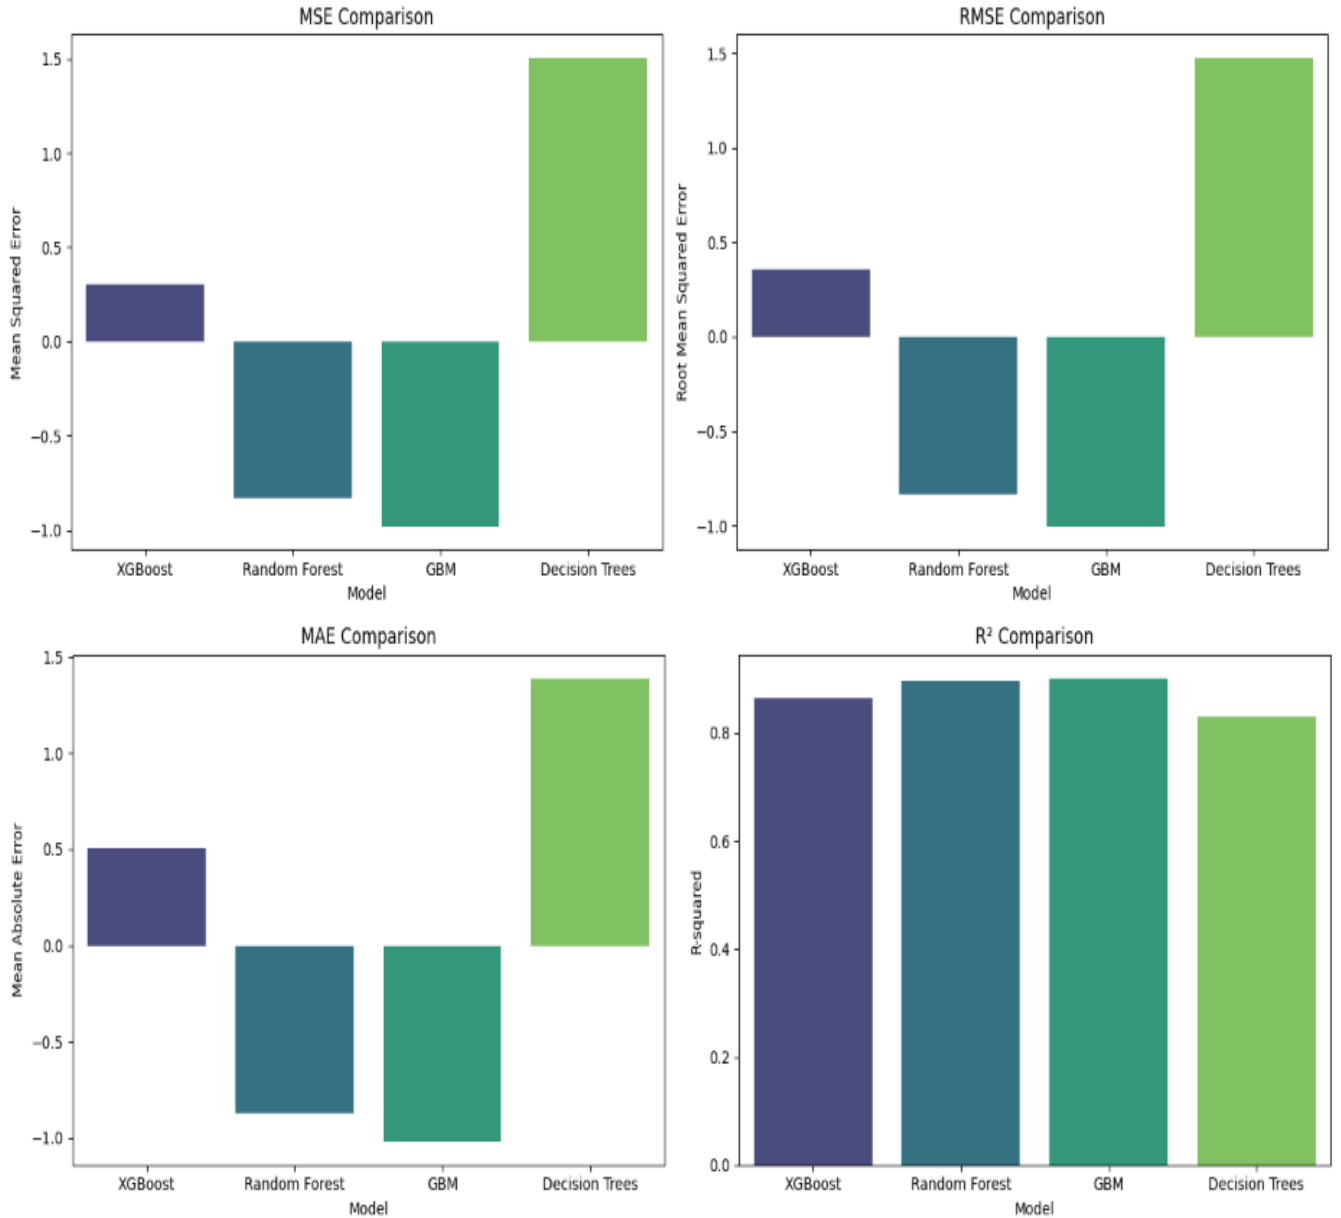 MSE Comparison
Mean Squared Error
1.5
1.0
0.5
0.0
−0.5
−1.0
XGBoost Random Forest GBM Decision Trees
Model
RMSE Comparison
Root Mean Squared Error
1.5
1.0
0.5
0.0
−0.5
−1.0
XGBoost Random Forest GBM Decision Trees
Model
MAE Comparison
Mean Absolute Error
1.5
1.0
0.5
0.0
−0.5
−1.0
XGBoost Random Forest GBM Decision Trees
Model
R² Comparison
R-squared
0.8
0.6
0.4
0.2
0.0
XGBoost Random Forest GBM Decision Trees
Model